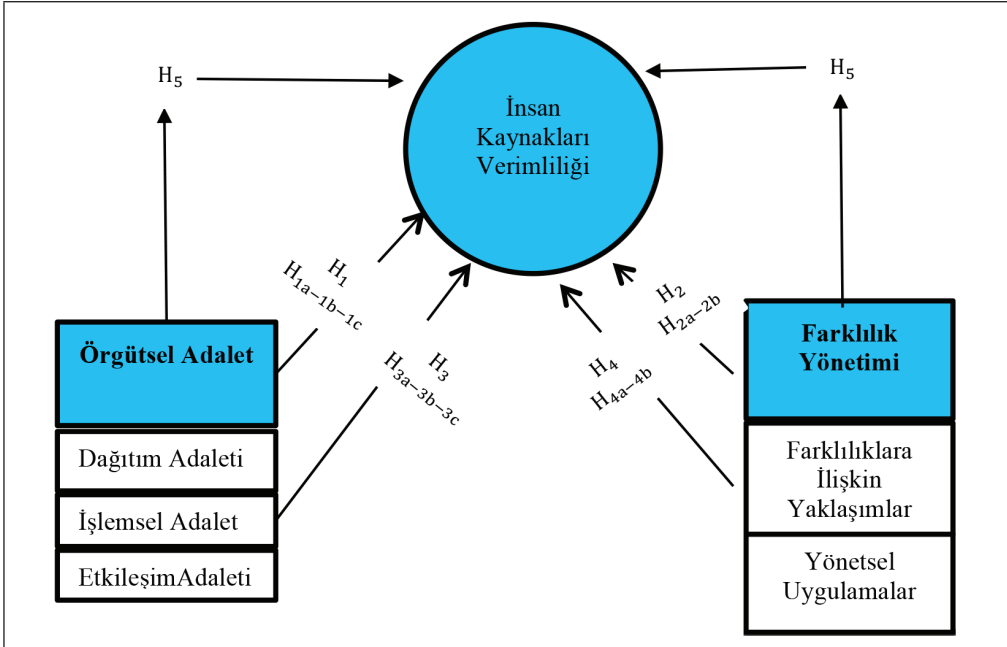 H₅
İnsan
Kaynakları
Verimliliği
H₅
H₁
H₁ₐ₋₁b₋₁c
H₃
H₃ₐ₋₃b₋₃c
H₂
H₂ₐ₋₂b
H₄
H₄ₐ₋₄b
Örgütsel Adalet
Dağıtım Adaleti
İşlemsel Adalet
EtkileşimAdaleti
Farklılık
Yönetimi
Farklılıklara
İlişkin
Yaklaşımlar
Yönetsel
Uygulamalar